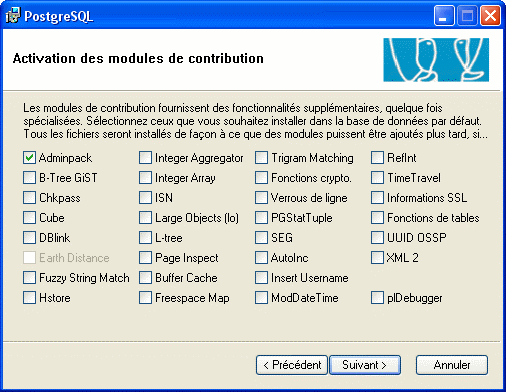 PostgreSQL
Activation des modules de contribution
Les modules de contribution fournissent des fonctionnalités supplémentaires, quelque fois
spécialisées. Sélectionnez ceux que vous souhaitez installer dans la base de données par défaut.
Tous les fichiers seront installés de façon à ce que des modules puissent être ajoutés plus tard, si...
Adminpack Integer Aggregator Trigram Matching RefInt
B-Tree GiST Integer Array Fonctions crypto. TimeTravel
Chkpass ISN Verrous de ligne Informations SSL
Cube Large Objects (lo) PGStatTuple Fonctions de tables
DBlink L-tree SEG UUID OSSP
Earth Distance Page Inspect AutoInc XML 2
Fuzzy String Match Buffer Cache Insert Username
Hstore Freespace Map ModDateTime plDebugger
< Précédent Suivant > Annuler